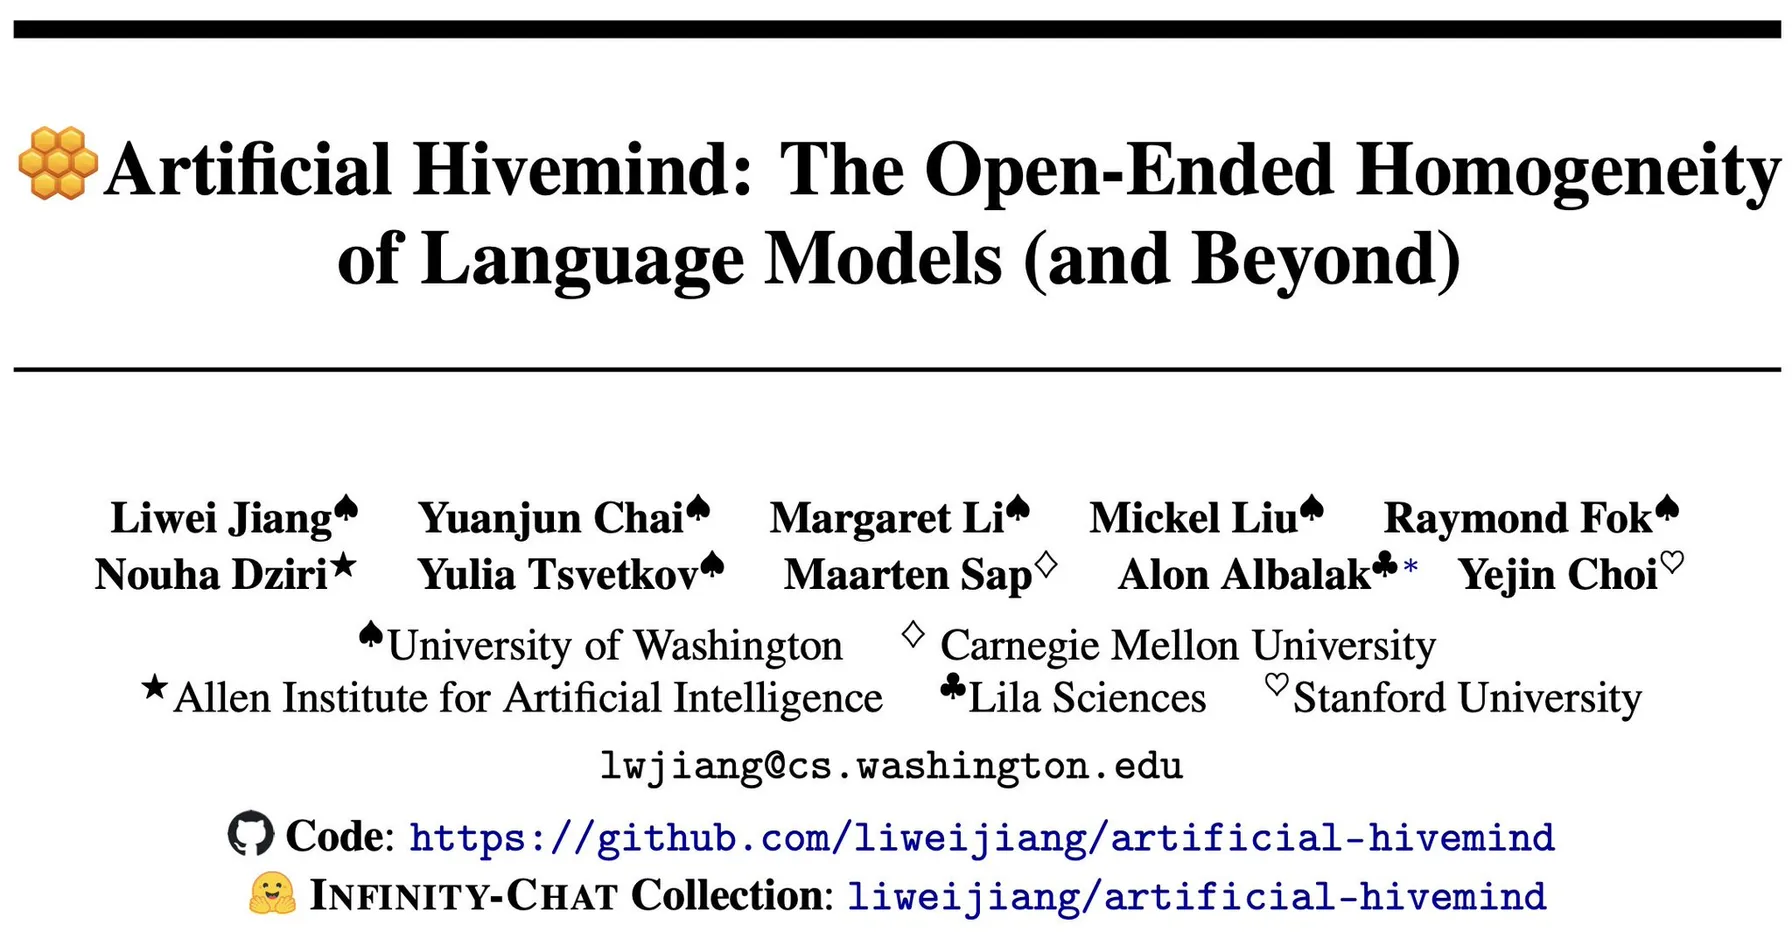 Artificial Hivemind: The Open-Ended Homogeneity
of Language Models (and Beyond)
Liwei Jiang♠ Yuanjun Chai♠ Margaret Li♠ Mickel Liu♠ Raymond Fok♠
Nouha Dziri★ Yulia Tsvetkov♠ Maarten Sap♢ Alon Albalak♣* Yejin Choi♡
♠University of Washington ♢ Carnegie Mellon University
★Allen Institute for Artificial Intelligence ♣Lila Sciences ♡Stanford University
lwjiang@cs.washington.edu
Code: https://github.com/liweijiang/artificial-hivemind
INFINITY-CHAT Collection: liweijiang/artificial-hivemind